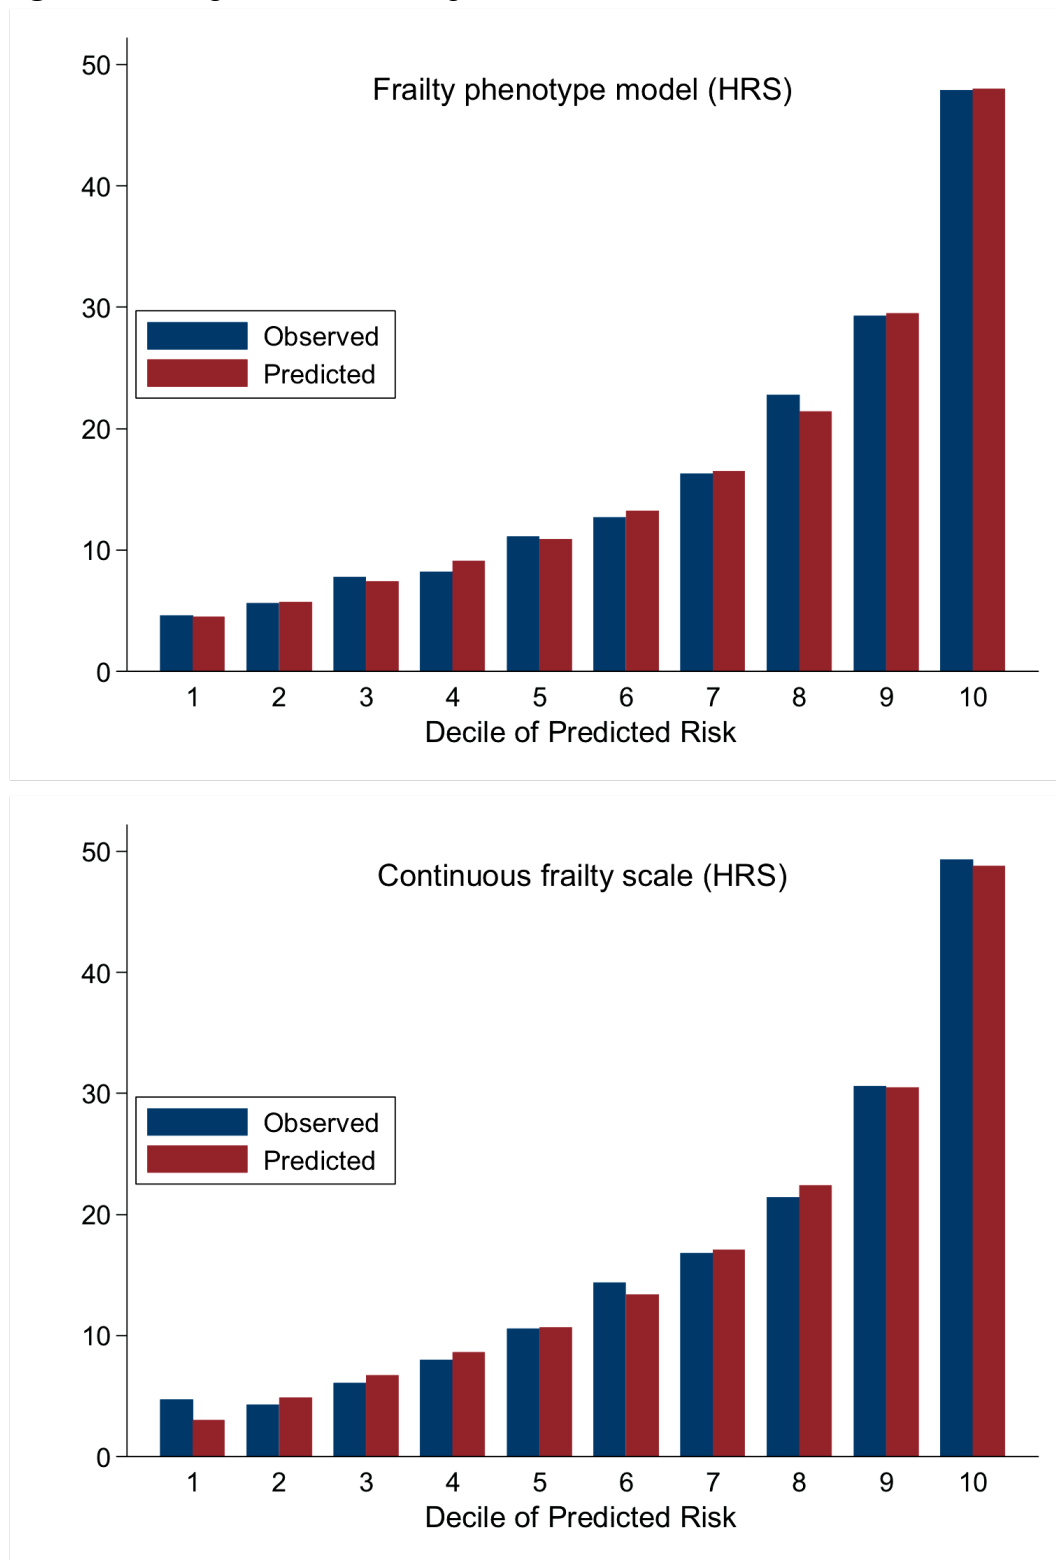 50
Frailty phenotype model (HRS)
40
30
Observed
Predicted
20
10
0
1 2 3 4 5 6 7 8 9 10
Decile of Predicted Risk
50
Continuous frailty scale (HRS)
40
30
Observed
Predicted
20
10
0
1 2 3 4 5 6 7 8 9 10
Decile of Predicted Risk